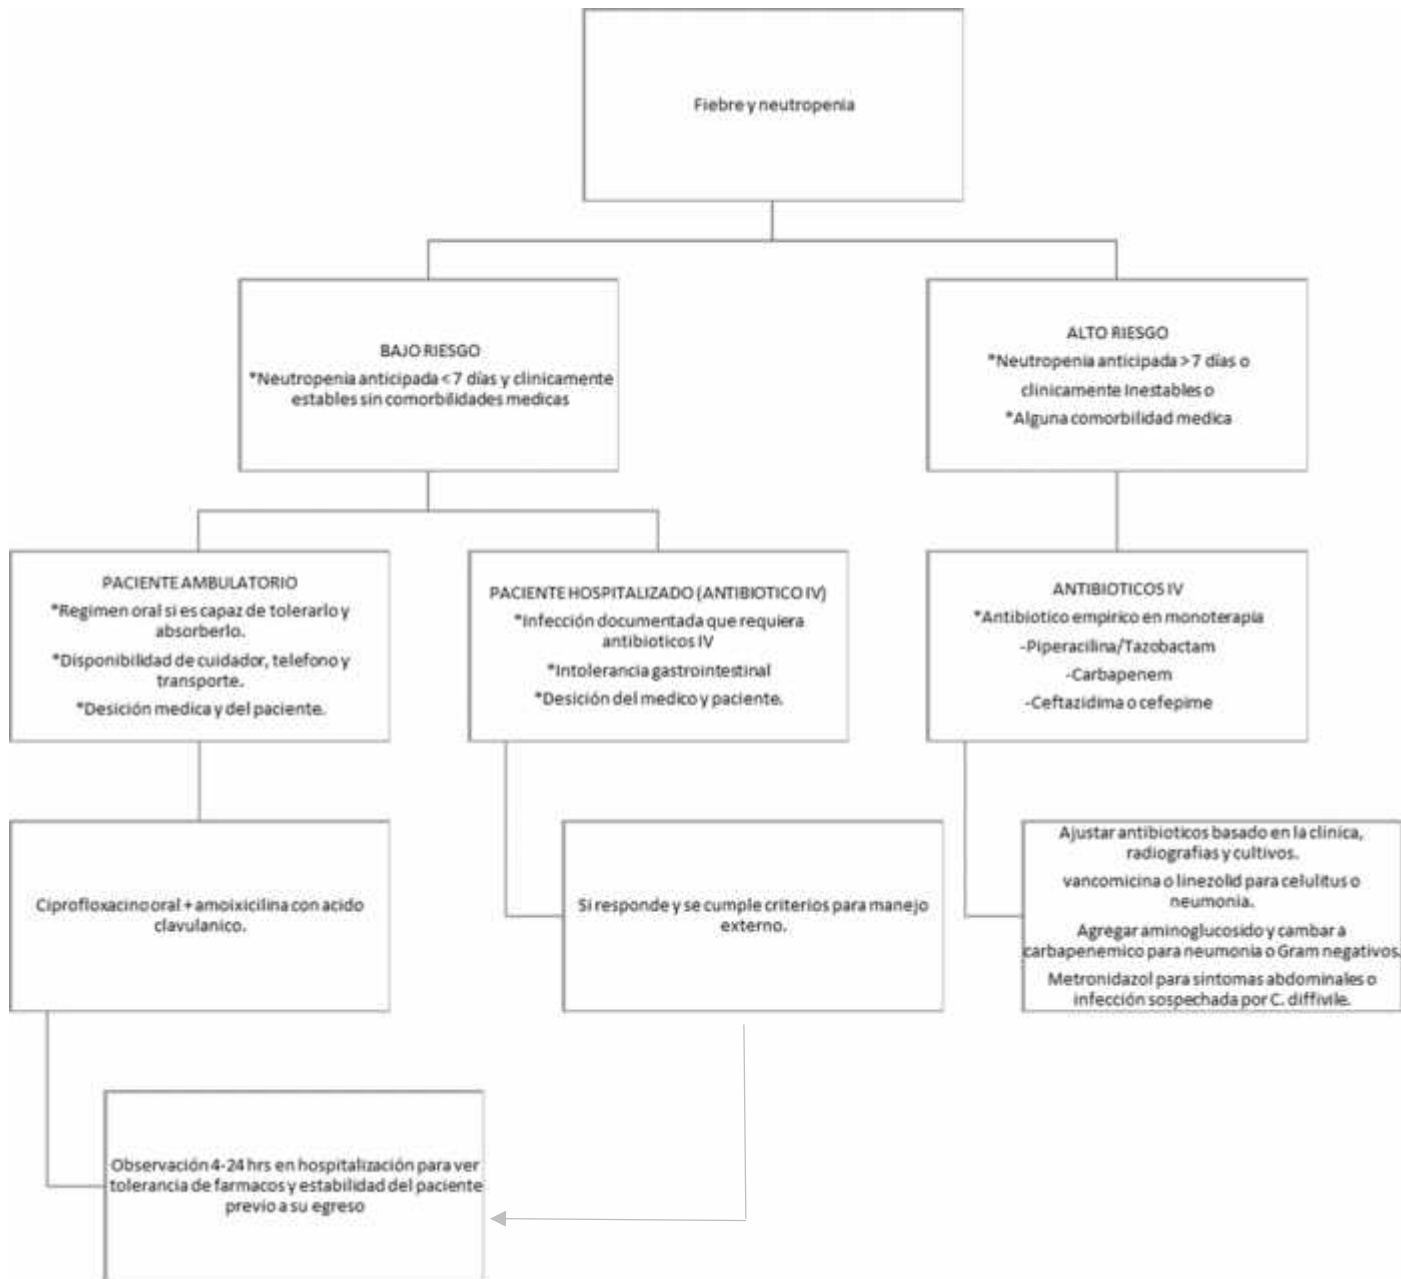 Fiebre y neutropenia
BAJO RIESGO
*Neutropenia anticipada < 7 días y clinicamente
estables sin comorbilidades medicas
ALTO RIESGO
*Neutropenia anticipada > 7 días o
clinicamente Inestables o
*Alguna comorbilidad medica
PACIENTE AMBULATORIO
*Regimen oral si es capaz de tolerarlo y
absorberlo.
*Disponibilidad de cuidador, telefono y
transporte.
*Desición medica y del paciente.
PACIENTE HOSPITALIZADO (ANTIBIOTICO IV)
*Infección documentada que requiera
antibioticos IV
*Intolerancia gastrointestinal
*Desición del medico y paciente.
ANTIBIOTICOS IV
*Antibiotico empirico en monoterapia
-Piperacilina/Tazobactam
-Carbapenem
-Ceftazidima o cefepime
Ciprofloxacino oral + amoixicilina con acido
clavulanico.
Si responde y se cumple criterios para manejo
externo.
Ajustar antibioticos basado en la clinica,
radiografias y cultivos.
vancomicina o linezolid para celulitus o
neumonia.
Agregar aminoglucosido y cambar a
carbapenemico para neumonia o Gram negativos.
Metronidazol para sintomas abdominales o
infección sospechada por C. diffivile.
Observación 4-24 hrs en hospitalización para ver
tolerancia de farmacos y estabilidad del paciente
previo a su egreso